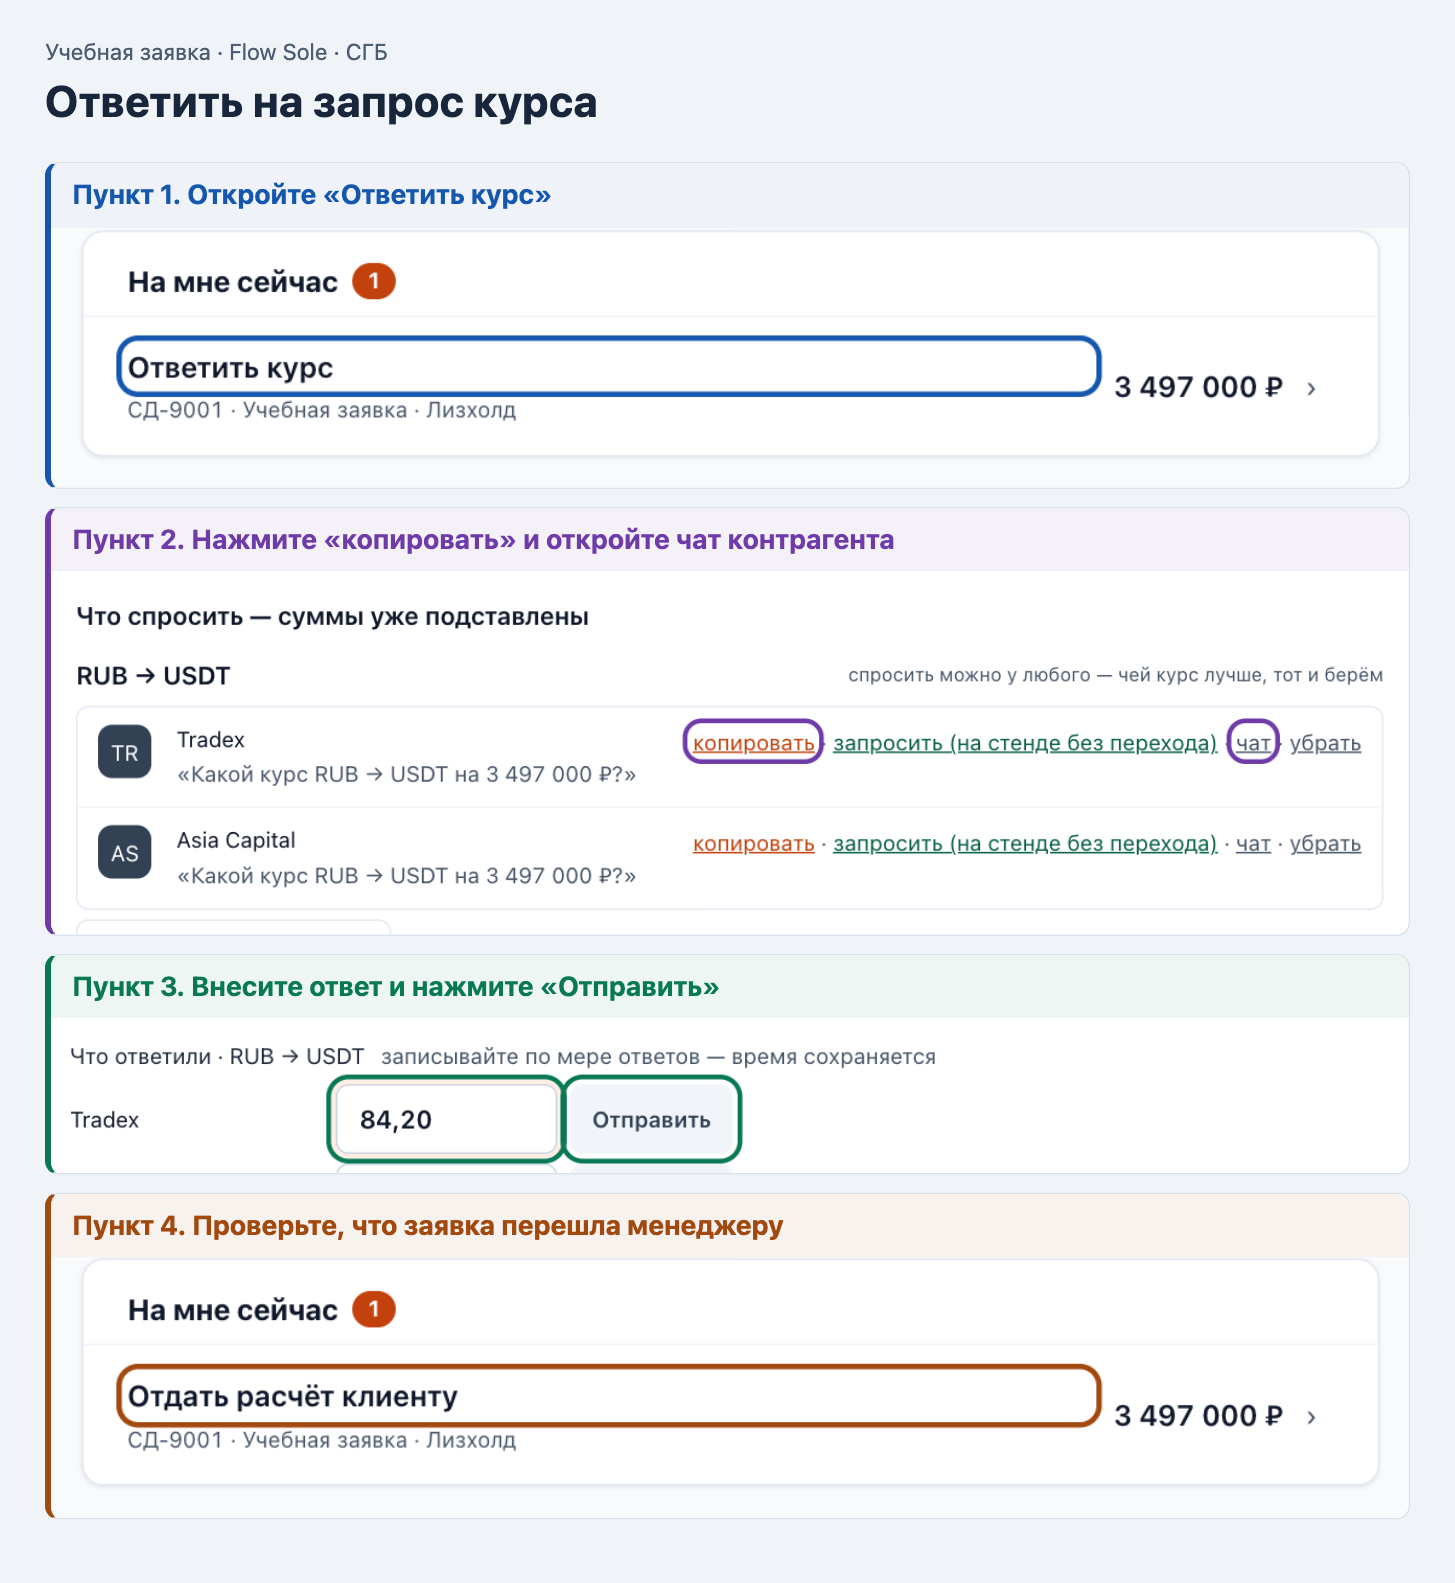 Учебная заявка · Flow Sole · СГБ
Ответить на запрос курса
Пункт 1. Откройте «Ответить курс»
На мне сейчас 1
Ответить курс
3 497 000 ₽ ›
СД-9001 · Учебная заявка · Лизхолд
Пункт 2. Нажмите «копировать» и откройте чат контрагента
Что спросить — суммы уже подставлены
RUB → USDT спросить можно у любого — чей курс лучше, тот и берём
TR Tradex копировать · запросить (на стенде без перехода) · чат · убрать
«Какой курс RUB → USDT на 3 497 000 ₽?»
AS Asia Capital копировать · запросить (на стенде без перехода) · чат · убрать
«Какой курс RUB → USDT на 3 497 000 ₽?»
Пункт 3. Внесите ответ и нажмите «Отправить»
Что ответили · RUB → USDT записывайте по мере ответов — время сохраняется
Tradex 84,20 Отправить
Пункт 4. Проверьте, что заявка перешла менеджеру
На мне сейчас 1
Отдать расчёт клиенту
3 497 000 ₽ ›
СД-9001 · Учебная заявка · Лизхолд